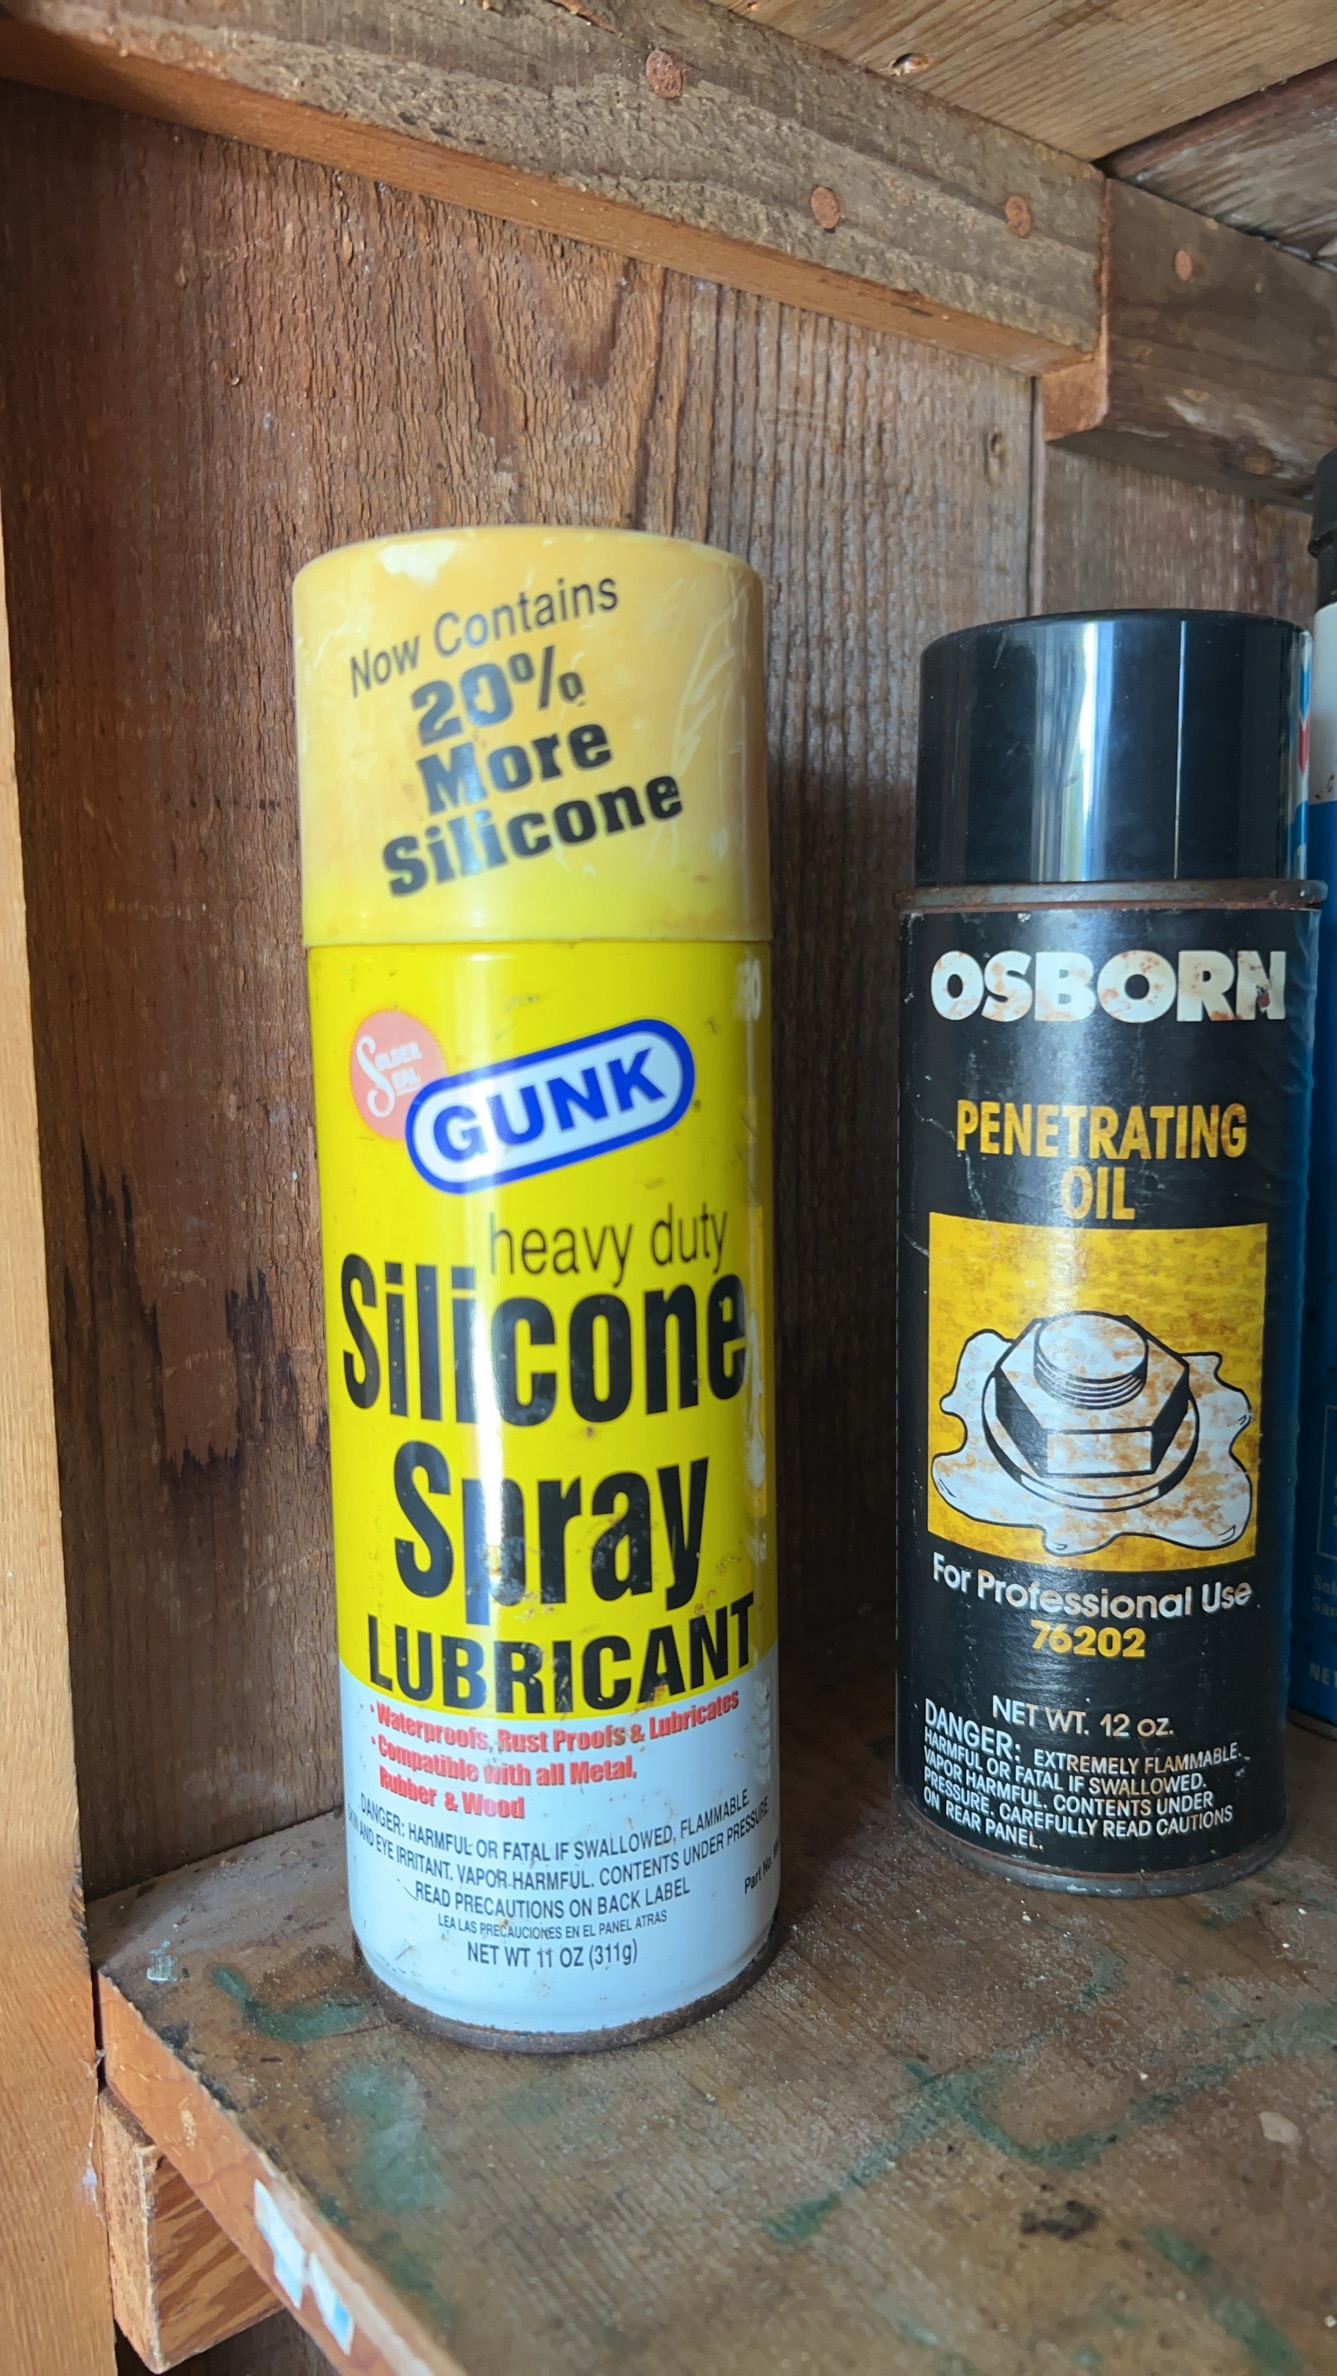 Now Contains
20%
More
Silicone
SOLDER
SEAL
GUNK
heavy duty
Silicone
Spray
LUBRICANT
• Waterproofs, Rust Proofs & Lubricates
• Compatible with all Metal,
Rubber & Wood
DANGER: HARMFUL OR FATAL IF SWALLOWED, FLAMMABLE.
AND EYE IRRITANT. VAPOR HARMFUL. CONTENTS UNDER PRESSURE
READ PRECAUTIONS ON BACK LABEL
LEA LAS PRECAUCIONES EN EL PANEL ATRAS
NET WT 11 OZ (311g)
Part No.
OSBORN
PENETRATING
OIL
For Professional Use
76202
NET WT. 12 oz.
DANGER: EXTREMELY FLAMMABLE.
HARMFUL OR FATAL IF SWALLOWED.
VAPOR HARMFUL. CONTENTS UNDER
PRESSURE. CAREFULLY READ CAUTIONS
ON REAR PANEL.